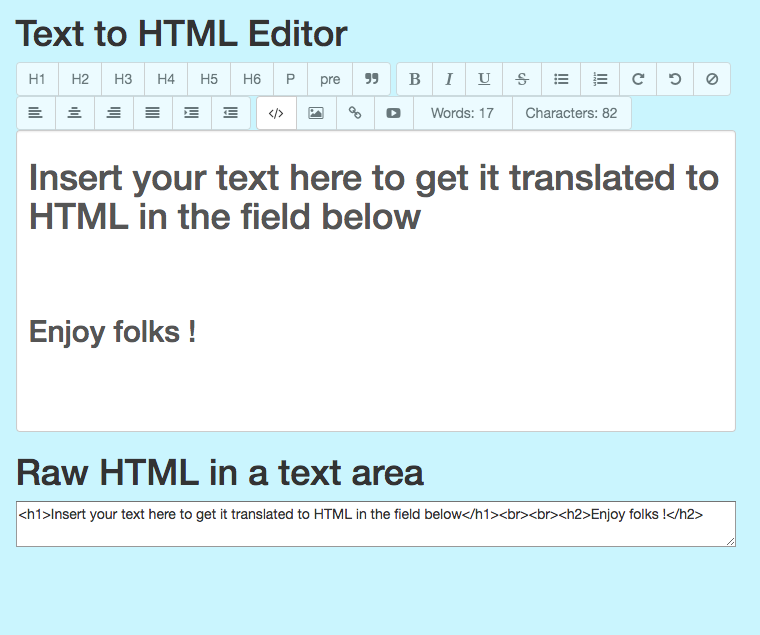 Text to HTML Editor
H1 H2 H3 H4 H5 H6 P pre ” B I U S
</> Words: 17 Characters: 82
Insert your text here to get it translated to
HTML in the field below
Enjoy folks !
Raw HTML in a text area
<h1>Insert your text here to get it translated to HTML in the field below</h1><br><br><h2>Enjoy folks !</h2>